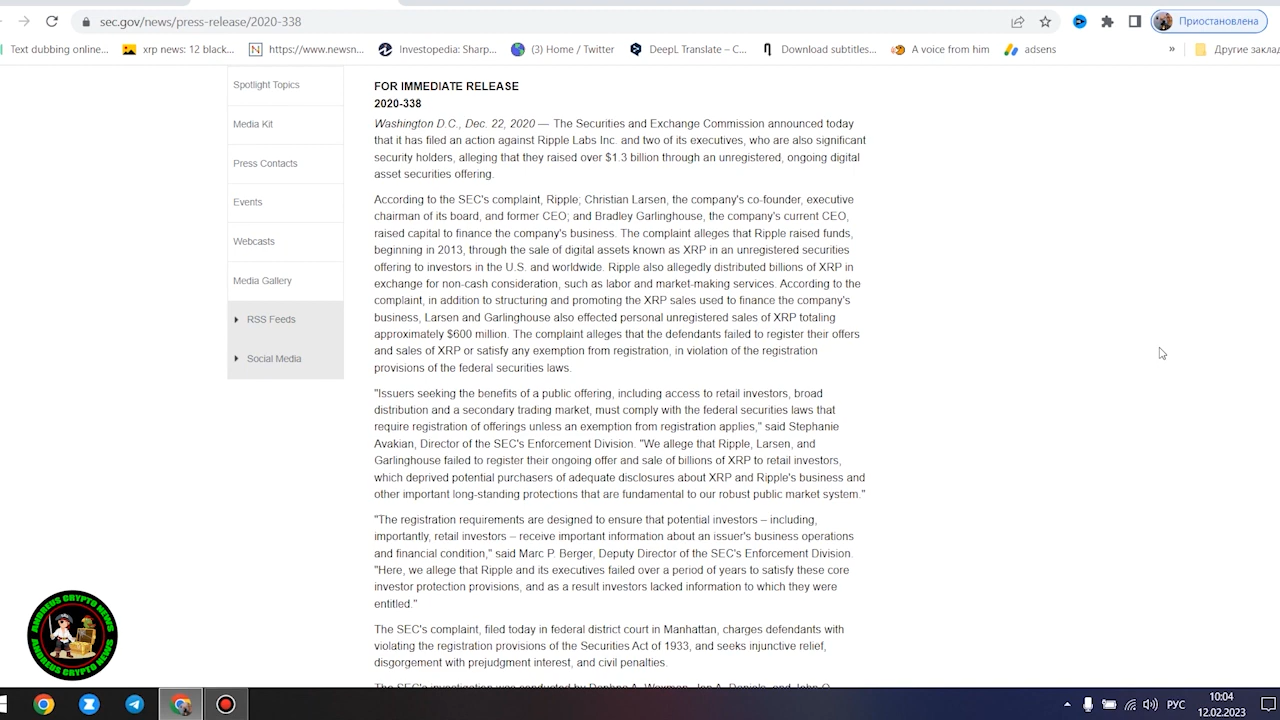 sec.gov/news/press-release/2020-338
Приостановлена
Text dubbing online...
xrp news: 12 black...
https://www.newsn...
Investopedia: Sharp...
(3) Home / Twitter
DeepL Translate – C...
Download subtitles...
A voice from him
adsens
»
Другие заклад
Spotlight Topics
Media Kit
Press Contacts
Events
Webcasts
Media Gallery
RSS Feeds
Social Media
FOR IMMEDIATE RELEASE
2020-338
Washington D.C., Dec. 22, 2020 — The Securities and Exchange Commission announced today
that it has filed an action against Ripple Labs Inc. and two of its executives, who are also significant
security holders, alleging that they raised over $1.3 billion through an unregistered, ongoing digital
asset securities offering.
According to the SEC's complaint, Ripple; Christian Larsen, the company's co-founder, executive
chairman of its board, and former CEO; and Bradley Garlinghouse, the company's current CEO,
raised capital to finance the company's business. The complaint alleges that Ripple raised funds,
beginning in 2013, through the sale of digital assets known as XRP in an unregistered securities
offering to investors in the U.S. and worldwide. Ripple also allegedly distributed billions of XRP in
exchange for non-cash consideration, such as labor and market-making services. According to the
complaint, in addition to structuring and promoting the XRP sales used to finance the company's
business, Larsen and Garlinghouse also effected personal unregistered sales of XRP totaling
approximately $600 million. The complaint alleges that the defendants failed to register their offers
and sales of XRP or satisfy any exemption from registration, in violation of the registration
provisions of the federal securities laws.
"Issuers seeking the benefits of a public offering, including access to retail investors, broad
distribution and a secondary trading market, must comply with the federal securities laws that
require registration of offerings unless an exemption from registration applies," said Stephanie
Avakian, Director of the SEC's Enforcement Division. "We allege that Ripple, Larsen, and
Garlinghouse failed to register their ongoing offer and sale of billions of XRP to retail investors,
which deprived potential purchasers of adequate disclosures about XRP and Ripple's business and
other important long-standing protections that are fundamental to our robust public market system."
"The registration requirements are designed to ensure that potential investors – including,
importantly, retail investors – receive important information about an issuer's business operations
and financial condition," said Marc P. Berger, Deputy Director of the SEC's Enforcement Division.
"Here, we allege that Ripple and its executives failed over a period of years to satisfy these core
investor protection provisions, and as a result investors lacked information to which they were
entitled."
The SEC's complaint, filed today in federal district court in Manhattan, charges defendants with
violating the registration provisions of the Securities Act of 1933, and seeks injunctive relief,
disgorgement with prejudgment interest, and civil penalties.
The SEC's investigation was conducted by Daphna A. Waxman, Jon A. Daniels, and John O.
ANDREUS CRYPTO NEWS
ANDREUS CRYPTO NEWS
РУС
10:04
12.02.2023